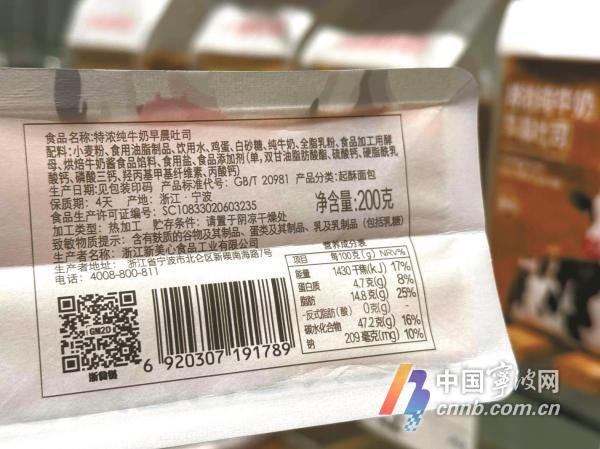 食品名称:特浓纯牛奶早晨吐司
配料:小麦粉、食用油脂制品、饮用水、鸡蛋、白砂糖、纯牛奶、全脂乳粉、食品加工用酵
母、烘焙牛奶酱食品馅料、食用盐、食品添加剂(单,双甘油脂肪酸酯、硫酸钙、硬脂酰乳
酸钙、磷酸三钙、羟丙基甲基纤维素、丙酸钙)
生产日期:见包装印码 产品标准代号: GB/T 20981 产品分类: 起酥面包
保质期: 4天 产地: 浙江, 宁波
食品生产许可证编号: SC10833020603235
净含量: 200克
加工类型: 热加工 贮存条件: 请置于阴凉干燥处
致敏物质提示: 含有麸质的谷物及其制品、蛋类及其制品、乳及乳制品 (包括乳糖)
生产者名称: 浙江新美心食品工业有限公司
生产者地址: 浙江省宁波市北仑区新碶南海路7号
电话: 4008-800-811
营养成分表
项目 每100克(g) NRV%
能量 1430 千焦(kJ) 17%
蛋白质 4.7克(g) 8%
脂肪 14.8克(g) 25%
-反式脂肪(酸) 0克(g)
碳水化合物 47.2克(g) 16%
钠 209 毫克(mg) 10%
GM2D
浙食链
6 920307 191789
中国宁波网
cnnb.com.cn